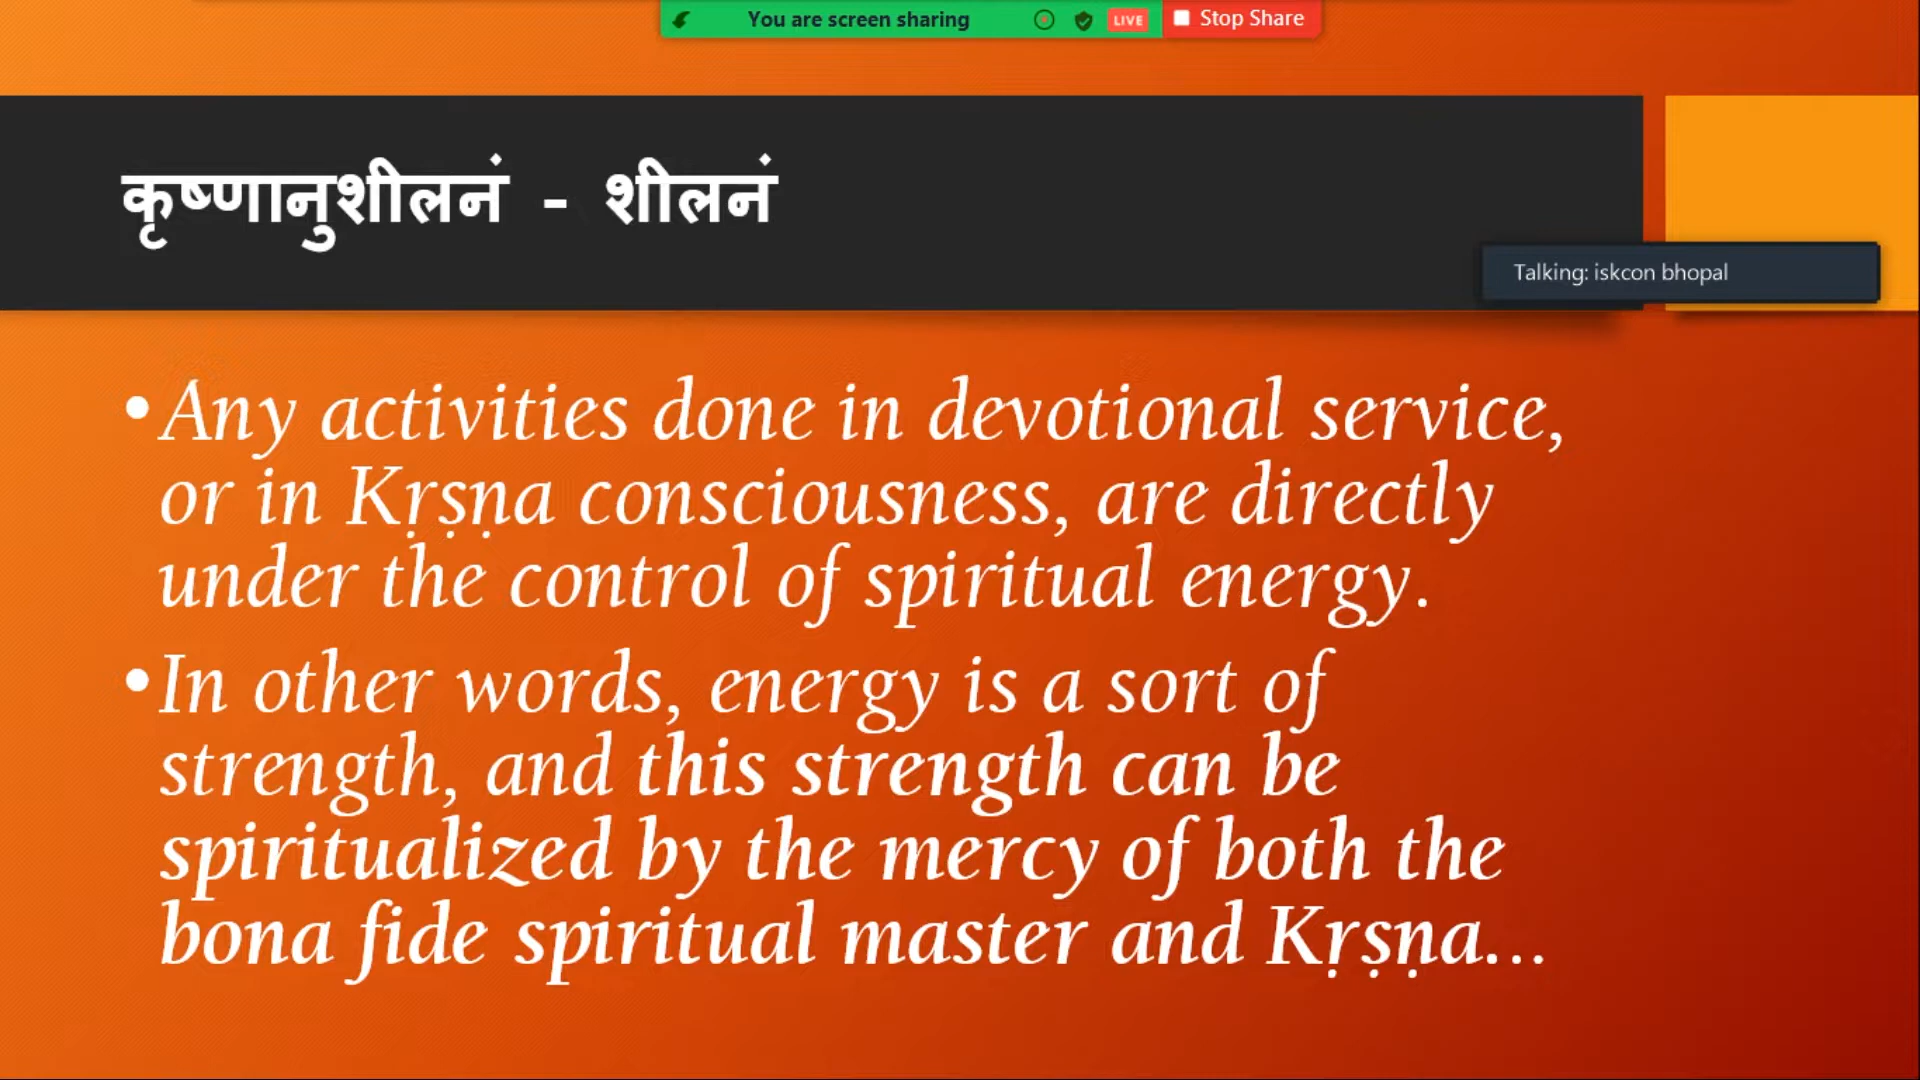 You are screen sharing LIVE Stop Share
कृष्णानुशीलनं - शीलनं
Talking: iskcon bhopal
•Any activities done in devotional service,
or in Kṛṣṇa consciousness, are directly
under the control of spiritual energy.
•In other words, energy is a sort of
strength, and this strength can be
spiritualized by the mercy of both the
bona fide spiritual master and Kṛṣṇa...